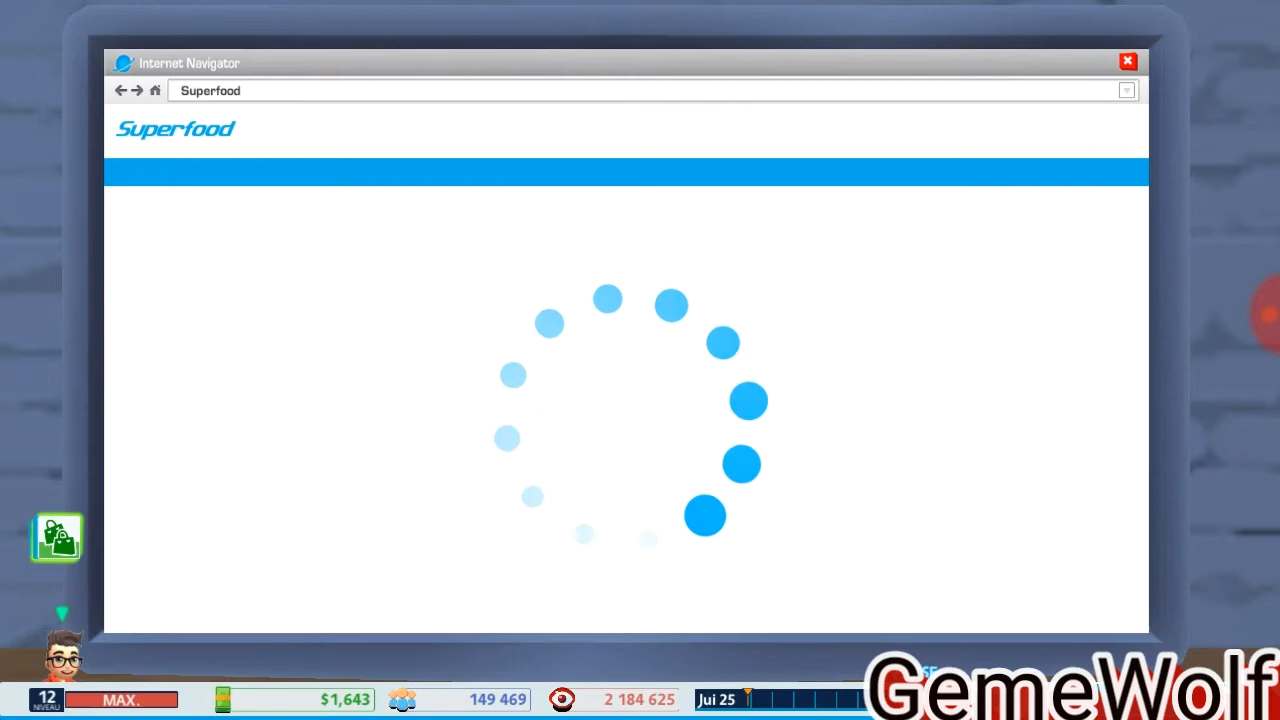 Internet Navigator
Superfood
Superfood
12
NIVEAU
MAX.
$1,643
149 469
2 184 625
Jui 25
GemeWolf